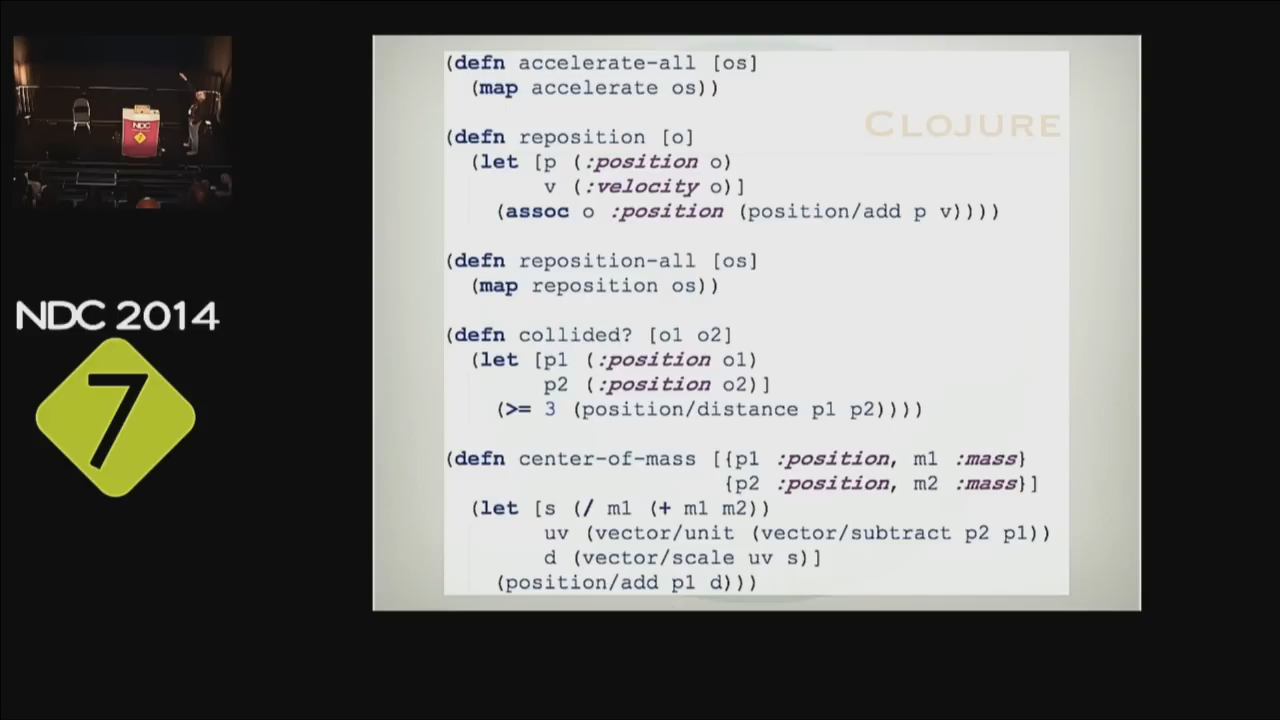 NDC
7
NDC 2014
7
CLOJURE
(defn accelerate-all [os]
(map accelerate os))
(defn reposition [o]
(let [p (:position o)
v (:velocity o)]
(assoc o :position (position/add p v))))
(defn reposition-all [os]
(map reposition os))
(defn collided? [o1 o2]
(let [p1 (:position o1)
p2 (:position o2)]
(>= 3 (position/distance p1 p2))))
(defn center-of-mass [{p1 :position, m1 :mass}
{p2 :position, m2 :mass}]
(let [s (/ m1 (+ m1 m2))
uv (vector/unit (vector/subtract p2 p1))
d (vector/scale uv s)]
(position/add p1 d)))